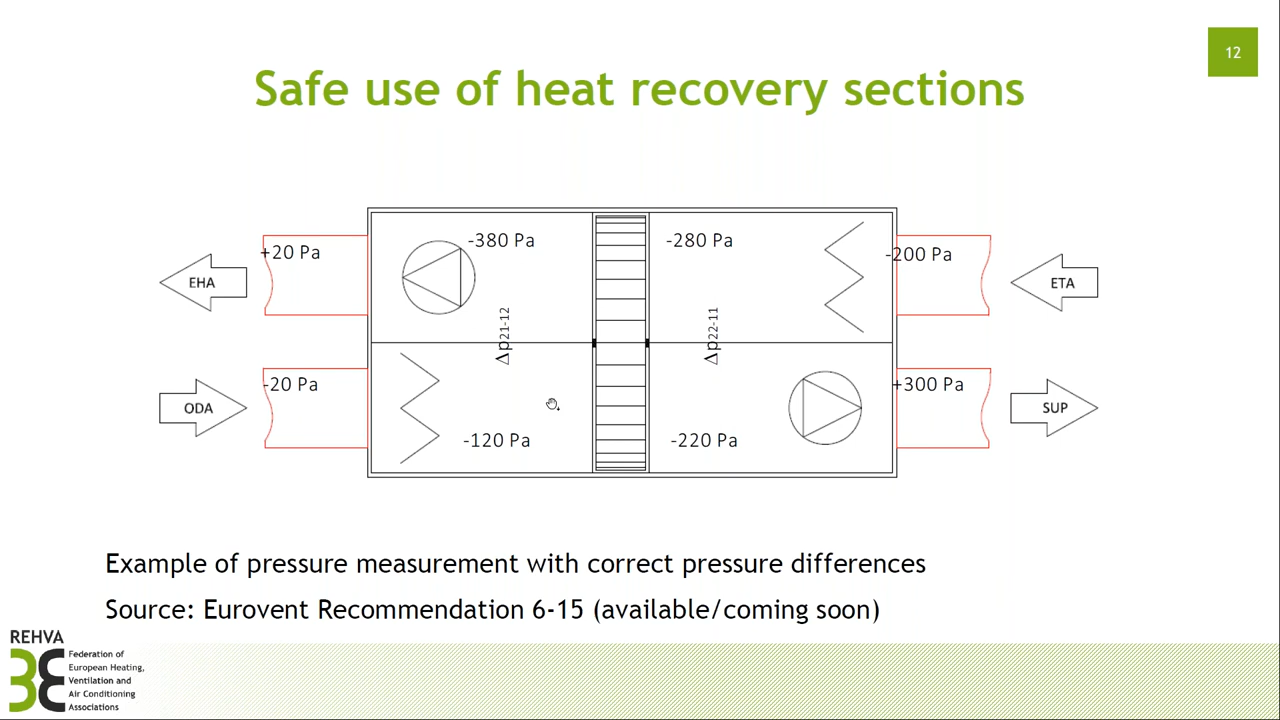 12
Safe use of heat recovery sections
+20 Pa
-380 Pa
-280 Pa
-200 Pa
EHA
ETA
Δp21-12
Δp22-11
-20 Pa
+300 Pa
ODA
SUP
-120 Pa
-220 Pa
Example of pressure measurement with correct pressure differences
Source: Eurovent Recommendation 6-15 (available/coming soon)
REHVA
Federation of
European Heating,
Ventilation and
Air Conditioning
Associations